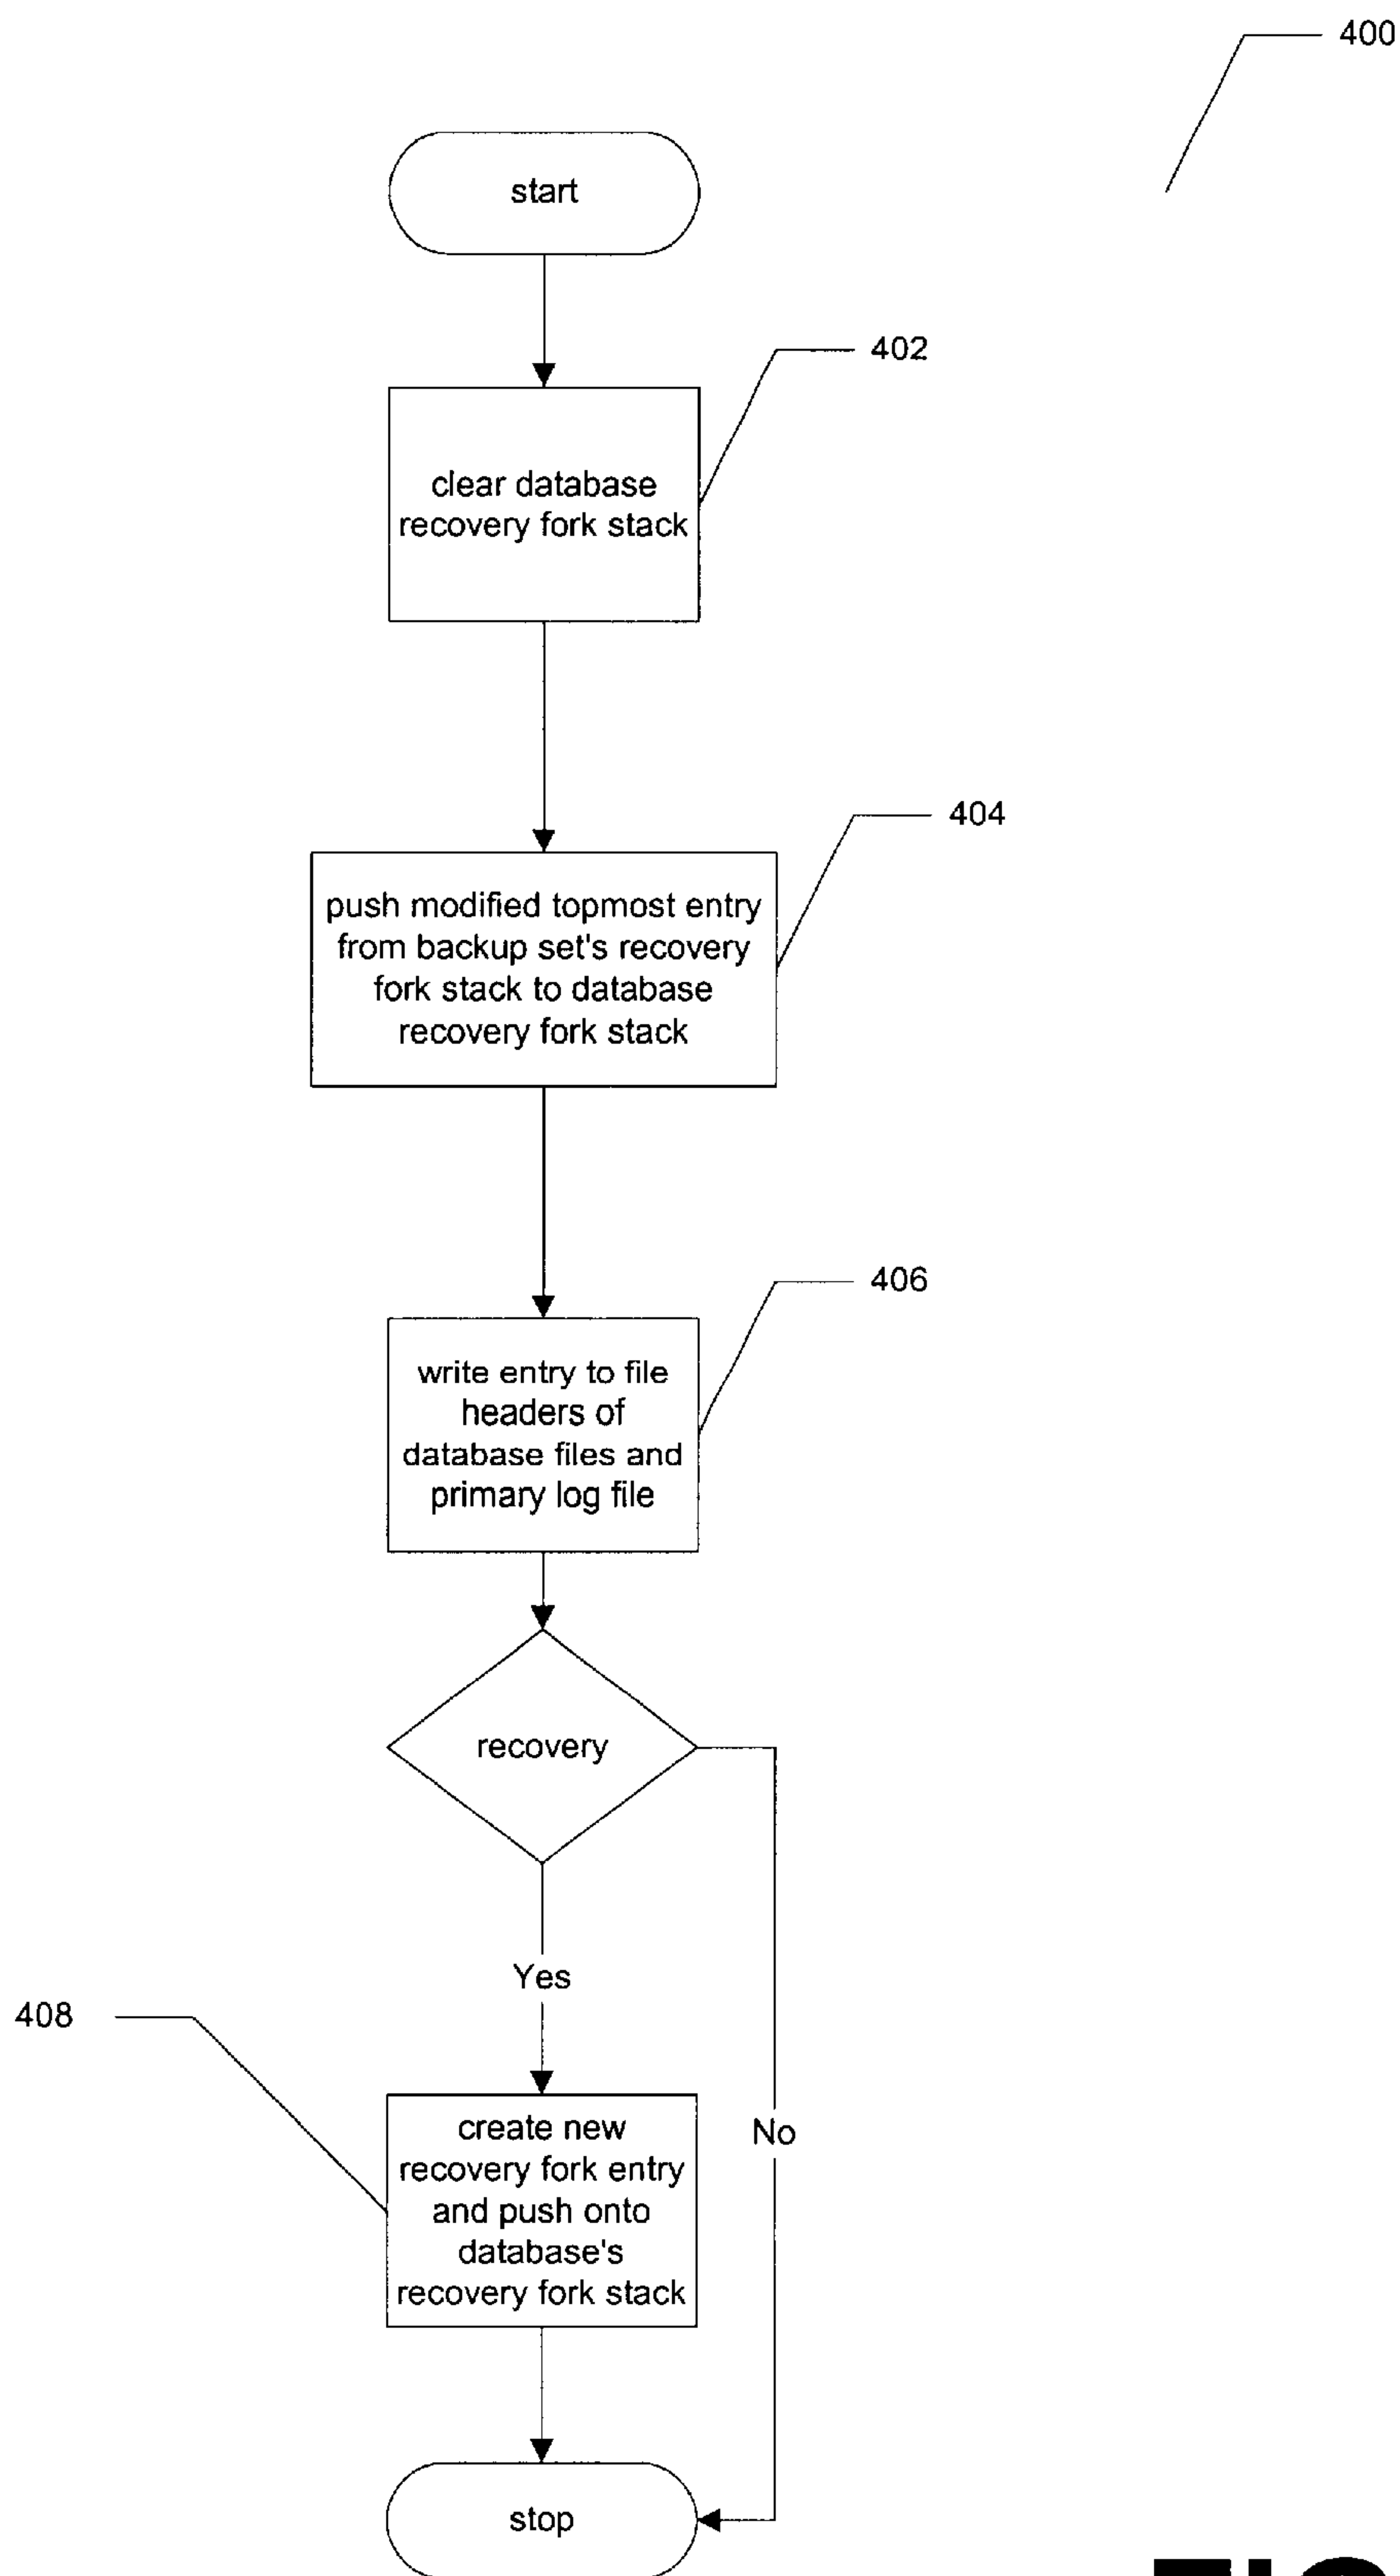 400
start
402
clear database
recovery fork stack
404
push modified topmost entry
from backup set's recovery
fork stack to database
recovery fork stack
406
write entry to file
headers of
database files and
primary log file
recovery
Yes
408
No
create new
recovery fork entry
and push onto
database's
recovery fork stack
stop